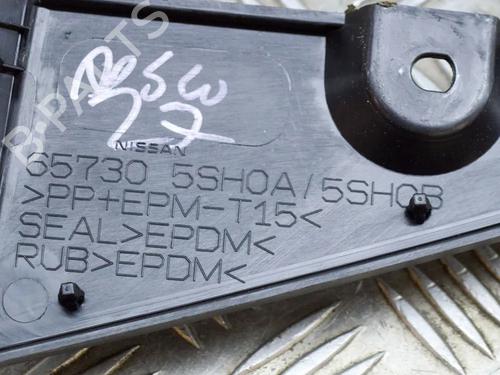 B-PARTS
NISSAN
65730 5SH0A/5SH0B
>PP+EPM-T15<
SEAL>EPDM<
RUB>EPDM<